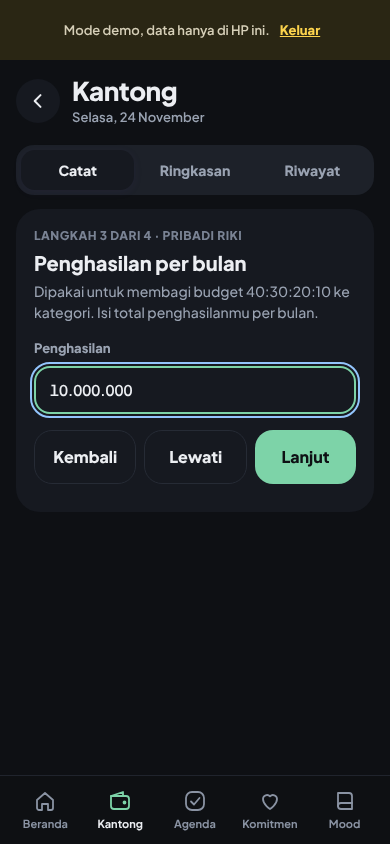 Mode demo, data hanya di HP ini. Keluar
Kantong
Selasa, 24 November
Catat Ringkasan Riwayat
LANGKAH 3 DARI 4 · PRIBADI RIKI
Penghasilan per bulan
Dipakai untuk membagi budget 40:30:20:10 ke
kategori. Isi total penghasilanmu per bulan.
Penghasilan
10.000.000
Kembali Lewati Lanjut
Beranda Kantong Agenda Komitmen Mood